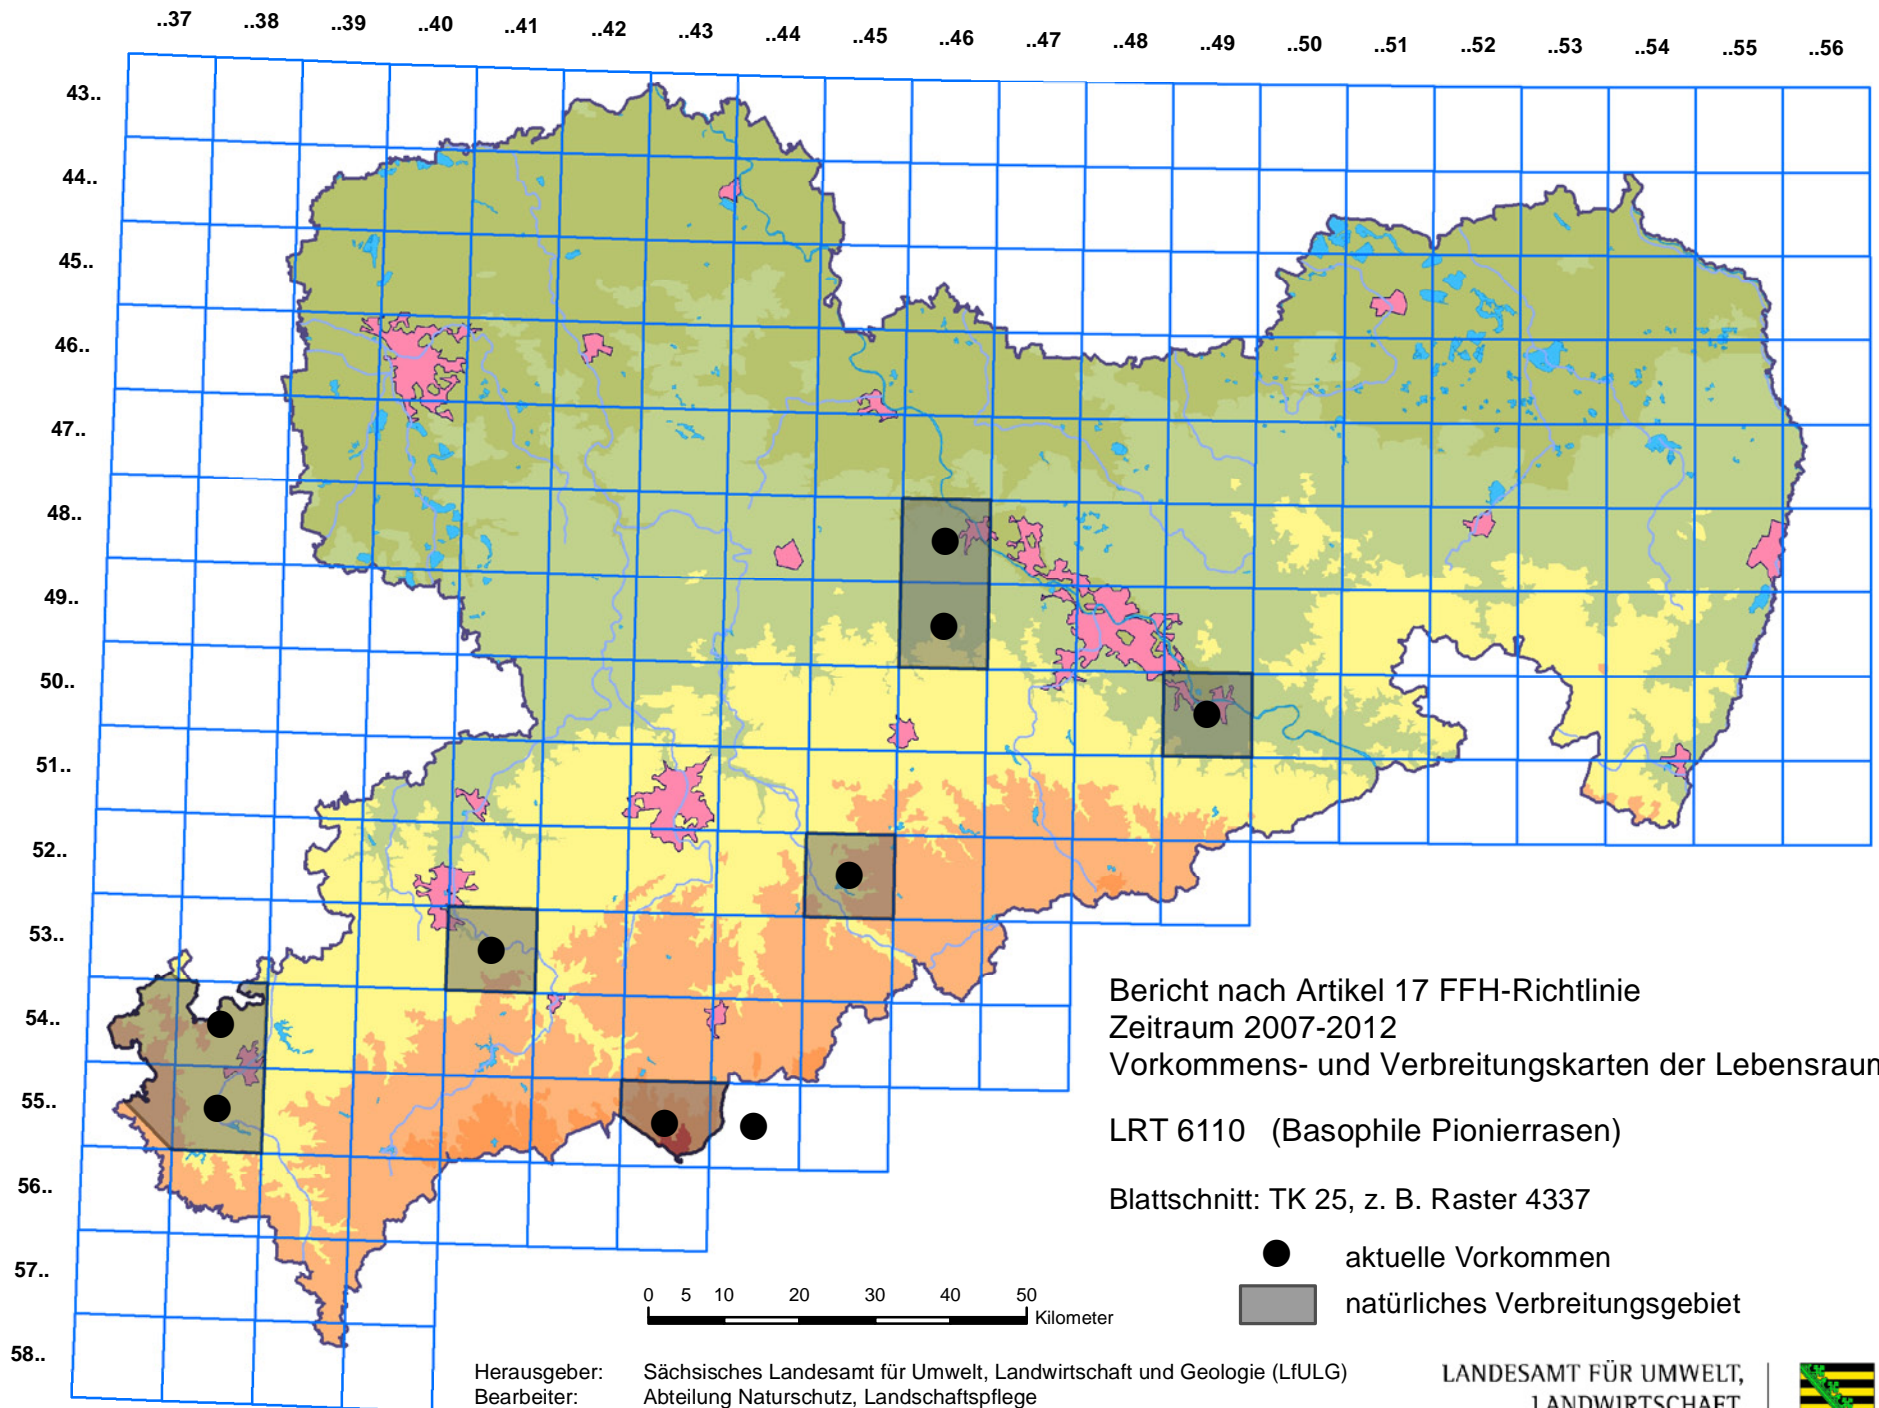 ..37 ..38 ..39 ..40 ..41 ..42 ..43 ..44 ..45 ..46 ..47 ..48 ..49 ..50 ..51 ..52 ..53 ..54 ..55 ..56
43..
44..
45..
46..
47..
48..
49..
50..
51..
52..
53..
54..
55..
56..
57..
58..
Bericht nach Artikel 17 FFH-Richtlinie
Zeitraum 2007-2012
Vorkommens- und Verbreitungskarten der Lebensraum
LRT 6110 (Basophile Pionierrasen)
Blattschnitt: TK 25, z. B. Raster 4337
aktuelle Vorkommen
natürliches Verbreitungsgebiet
0 5 10 20 30 40 50
Kilometer
Herausgeber: Sächsisches Landesamt für Umwelt, Landwirtschaft und Geologie (LfULG)
Bearbeiter: Abteilung Naturschutz, Landschaftspflege
LANDESAMT FÜR UMWELT,
LANDWIRTSCHAFT